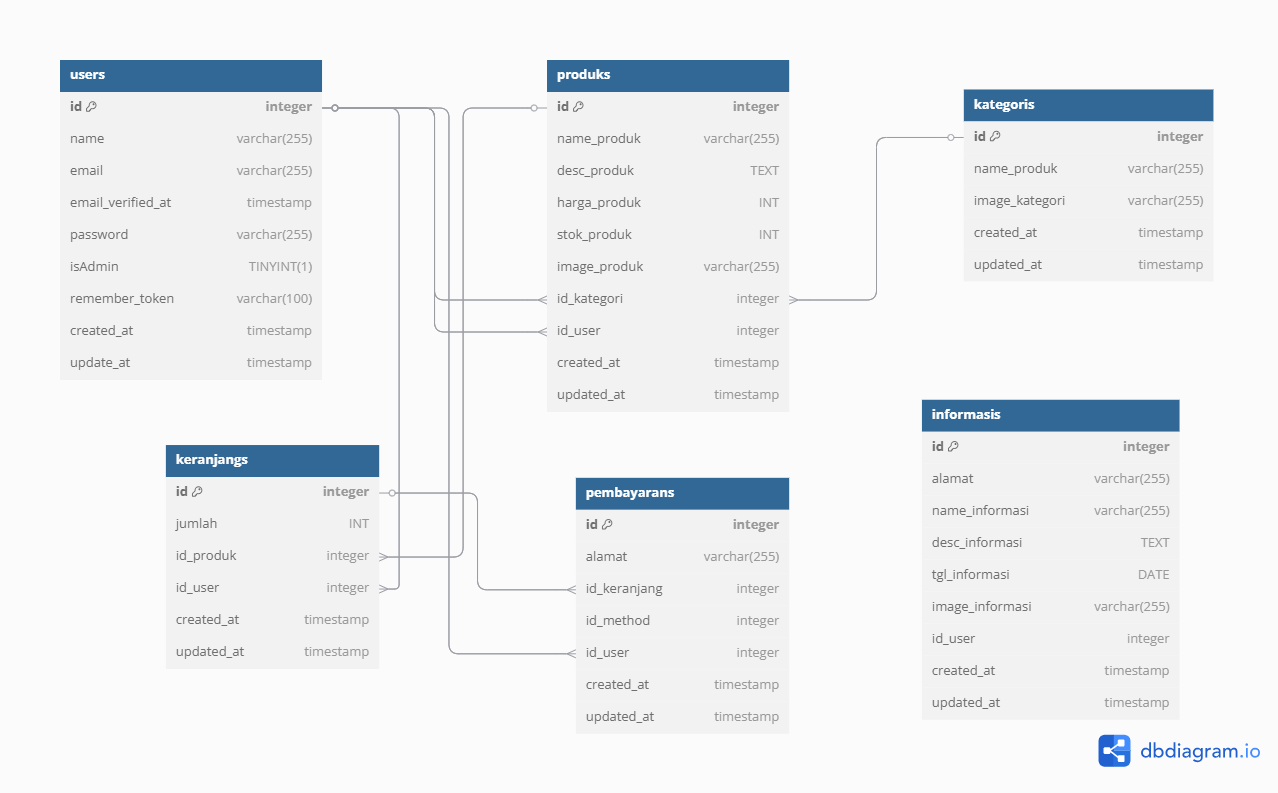 users
id integer
name varchar(255)
email varchar(255)
email_verified_at timestamp
password varchar(255)
isAdmin TINYINT(1)
remember_token varchar(100)
created_at timestamp
update_at timestamp
produks
id integer
name_produk varchar(255)
desc_produk TEXT
harga_produk INT
stok_produk INT
image_produk varchar(255)
id_kategori integer
id_user integer
created_at timestamp
updated_at timestamp
kategoris
id integer
name_produk varchar(255)
image_kategori varchar(255)
created_at timestamp
updated_at timestamp
keranjangs
id integer
jumlah INT
id_produk integer
id_user integer
created_at timestamp
updated_at timestamp
pembayarans
id integer
alamat varchar(255)
id_keranjang integer
id_method integer
id_user integer
created_at timestamp
updated_at timestamp
informasis
id integer
alamat varchar(255)
name_informasi varchar(255)
desc_informasi TEXT
tgl_informasi DATE
image_informasi varchar(255)
id_user integer
created_at timestamp
updated_at timestamp
dbdiagram.io